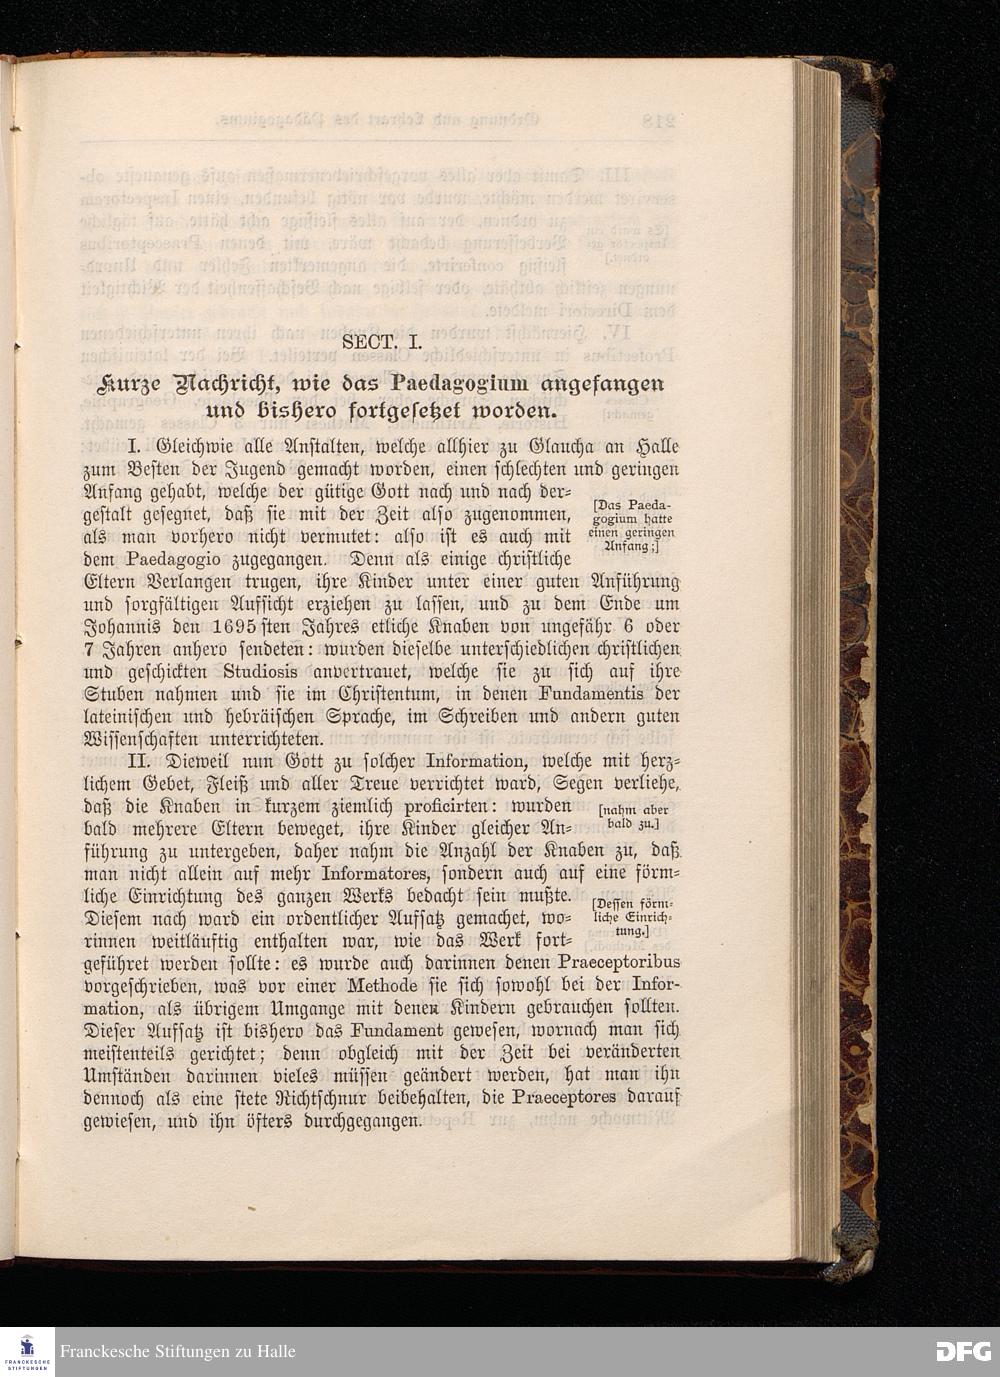 SECT. I.
Kurze Nachricht, wie das Paedagogium angefangen
und bishero fortgesetzet worden.
I. Gleichwie alle Anstalten, welche allhier zu Glaucha an Halle
zum Besten der Jugend gemacht worden, einen schlechten und geringen
Anfang gehabt, welche der gütige Gott nach und nach der-
gestalt gesegnet, daß sie mit der Zeit also zugenommen,
als man vorhero nicht vermutet: also ist es auch mit
dem Paedagogio zugegangen. Denn als einige christliche
[Das Paeda-
gogium hatte
einen geringen
Anfang;]
Eltern Verlangen trugen, ihre Kinder unter einer guten Anführung
und sorgfältigen Aufsicht erziehen zu lassen, und zu dem Ende um
Johannis den 1695sten Jahres etliche Knaben von ungefähr 6 oder
7 Jahren anhero sendeten: wurden dieselbe unterschiedlichen christlichen
und geschickten Studiosis anvertrauet, welche sie zu sich auf ihre
Stuben nahmen und sie im Christentum, in denen Fundamentis der
lateinischen und hebräischen Sprache, im Schreiben und andern guten
Wissenschaften unterrichteten.
II. Dieweil nun Gott zu solcher Information, welche mit herz-
lichem Gebet, Fleiß und aller Treue verrichtet ward, Segen verliehe,
daß die Knaben in kurzem ziemlich proficirten: wurden
bald mehrere Eltern beweget, ihre Kinder gleicher An-
[nahm aber
bald zu.]
führung zu untergeben, daher nahm die Anzahl der Knaben zu, daß
man nicht allein auf mehr Informatores, sondern auch auf eine förm-
liche Einrichtung des ganzen Werks bedacht sein mußte.
Diesem nach ward ein ordentlicher Aufsatz gemachet, wo-
rinnen weitläuftig enthalten war, wie das Werk fort-
[Dessen förm-
liche Einrich-
tung.]
geführet werden sollte: es wurde auch darinnen denen Praeceptoribus
vorgeschrieben, was vor einer Methode sie sich sowohl bei der Infor-
mation, als übrigem Umgange mit denen Kindern gebrauchen sollten.
Dieser Aufsatz ist bishero das Fundament gewesen, wornach man sich
meistenteils gerichtet; denn obgleich mit der Zeit bei veränderten
Umständen darinnen vieles müssen geändert werden, hat man ihn
dennoch als eine stete Richtschnur beibehalten, die Praeceptores darauf
gewiesen, und ihn öfters durchgegangen.
FRANCKESCHE
STIFTUNGEN
Franckesche Stiftungen zu Halle
DFG